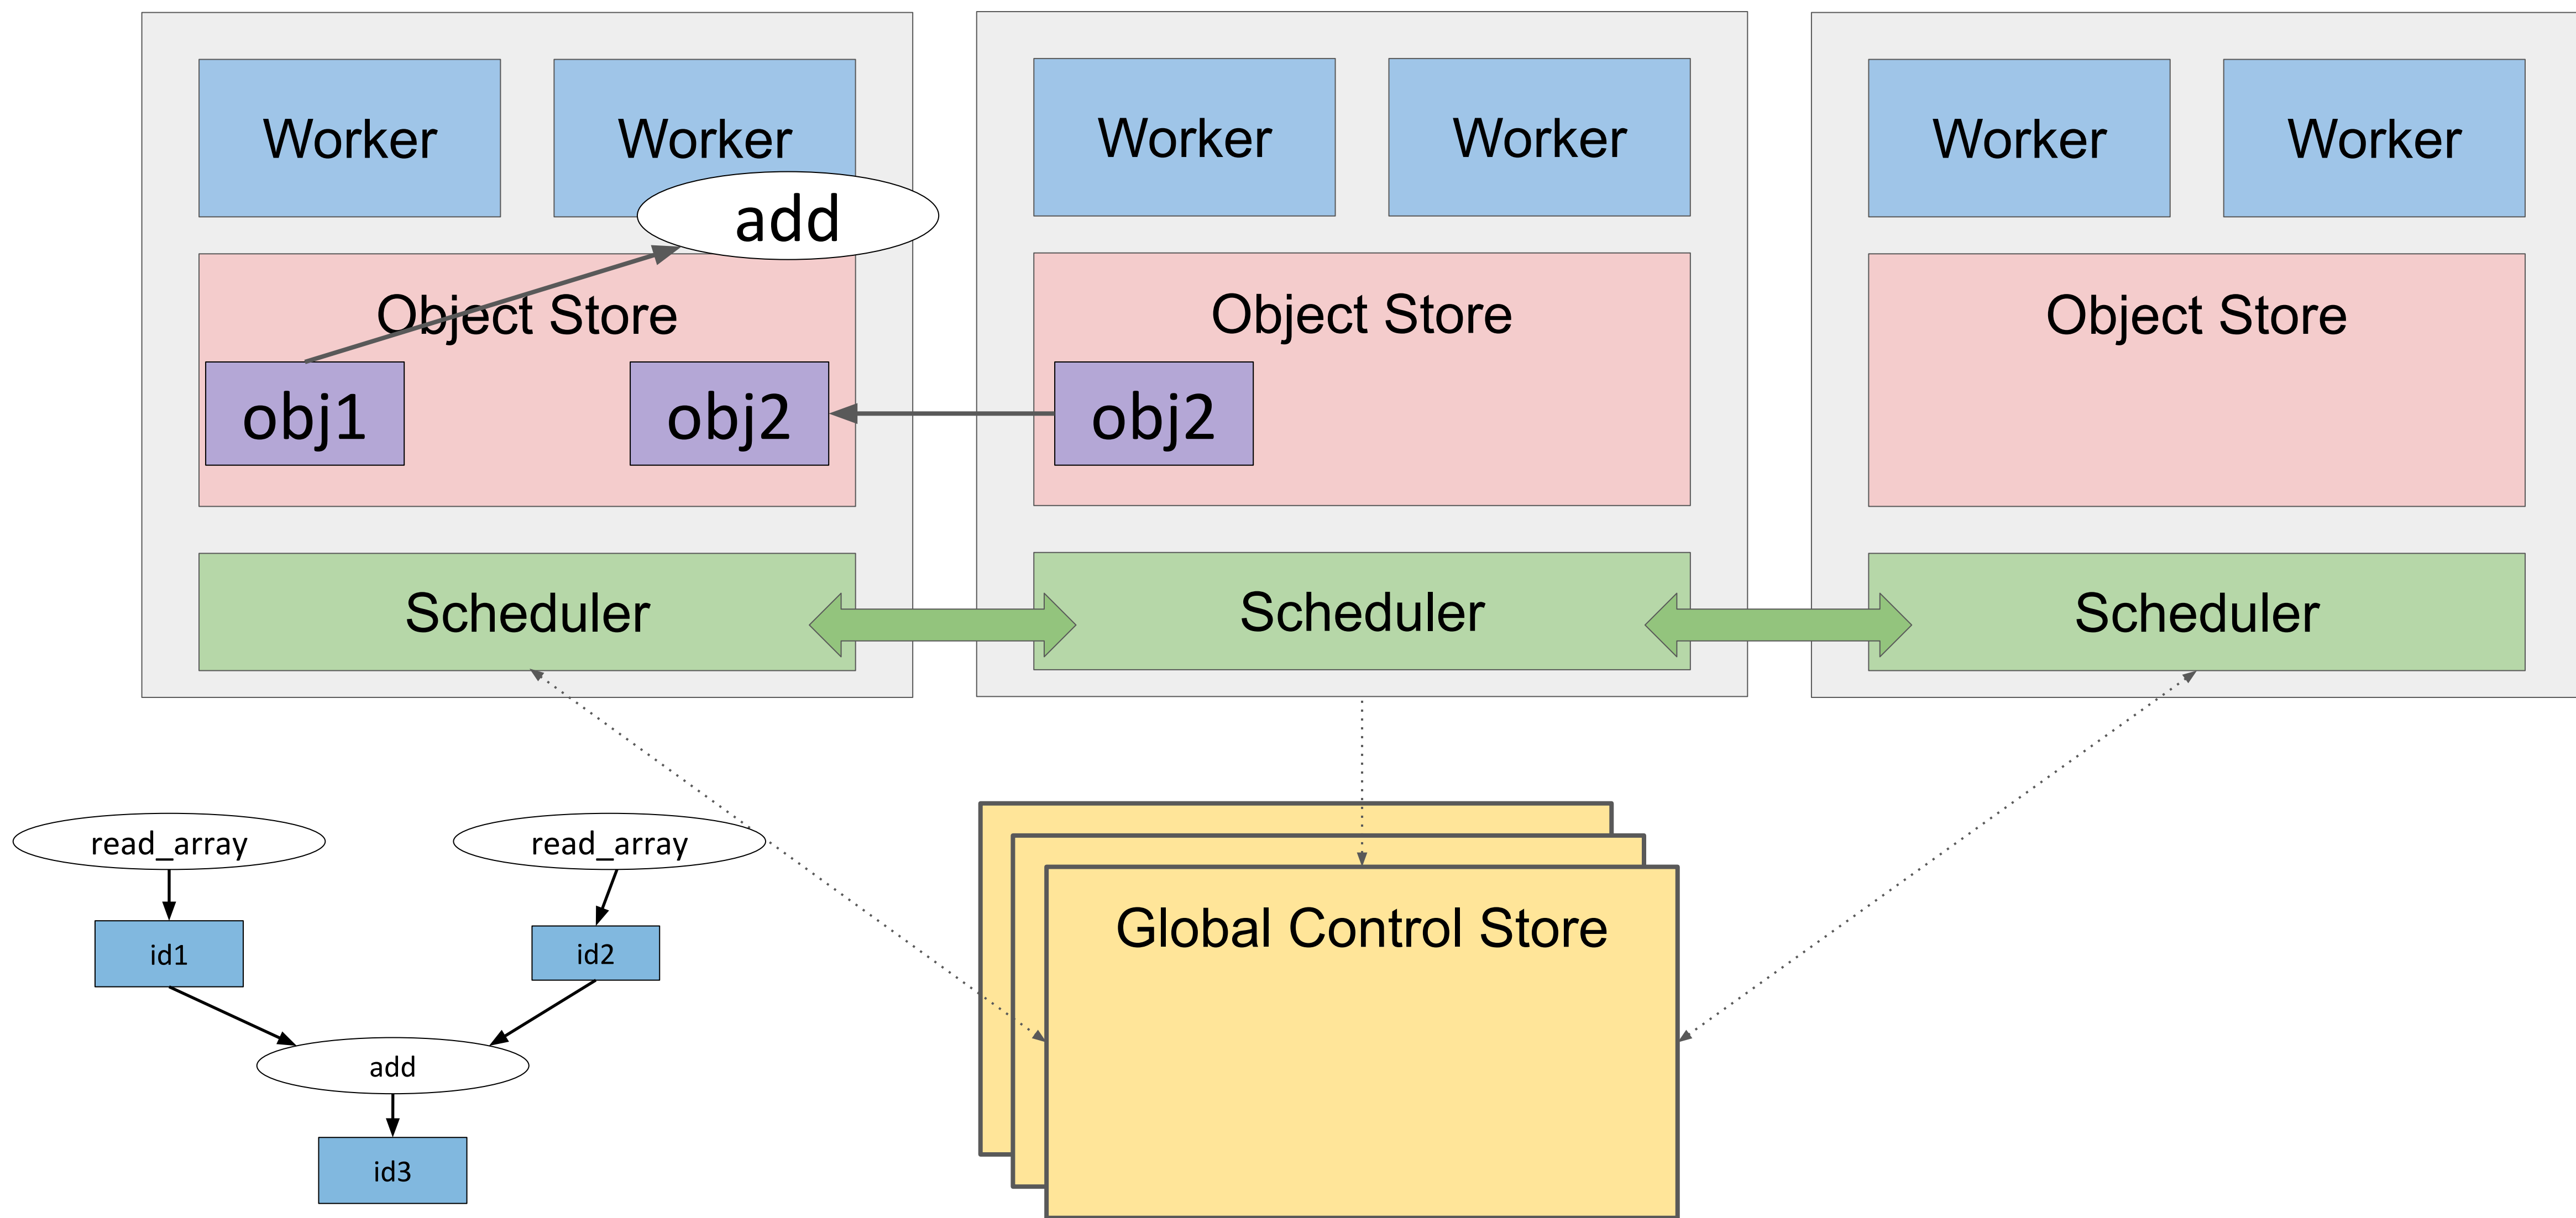 Worker
Worker
Worker
Worker
Worker
Worker
add
Object Store
Object Store
Object Store
obj1
obj2
obj2
Scheduler
Scheduler
Scheduler
read_array
read_array
Global Control Store
id1
id2
add
id3